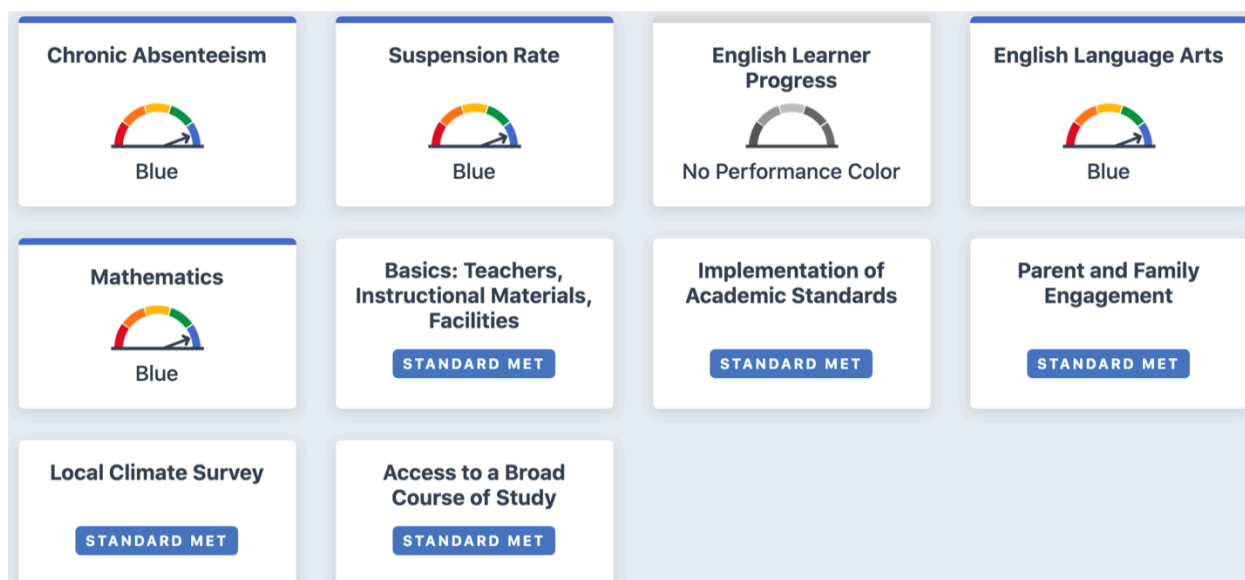 Chronic Absenteeism
Blue
Suspension Rate
Blue
English Learner
Progress
No Performance Color
English Language Arts
Blue
Mathematics
Blue
Basics: Teachers,
Instructional Materials,
Facilities
STANDARD MET
Implementation of
Academic Standards
STANDARD MET
Parent and Family
Engagement
STANDARD MET
Local Climate Survey
STANDARD MET
Access to a Broad
Course of Study
STANDARD MET